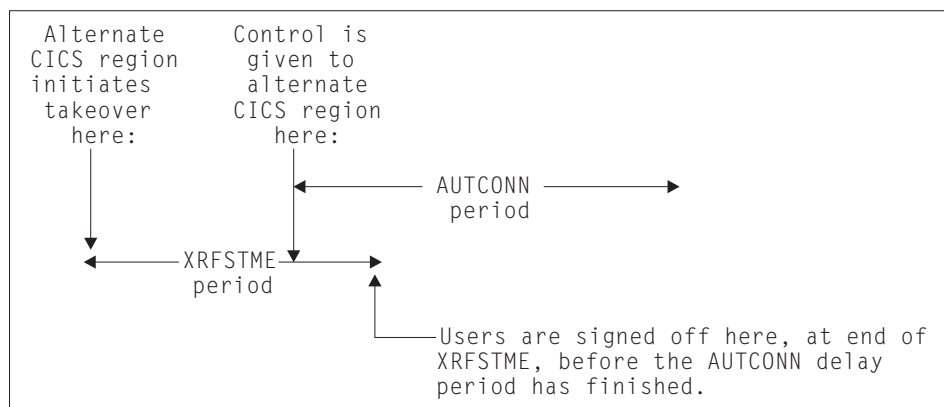 Alternate
CICS region
initiates
takeover
here:
Control is
given to
alternate
CICS region
here:
AUTCONN
period
XRFSTME
period
Users are signed off here, at end of
XRFSTME, before the AUTCONN delay
period has finished.